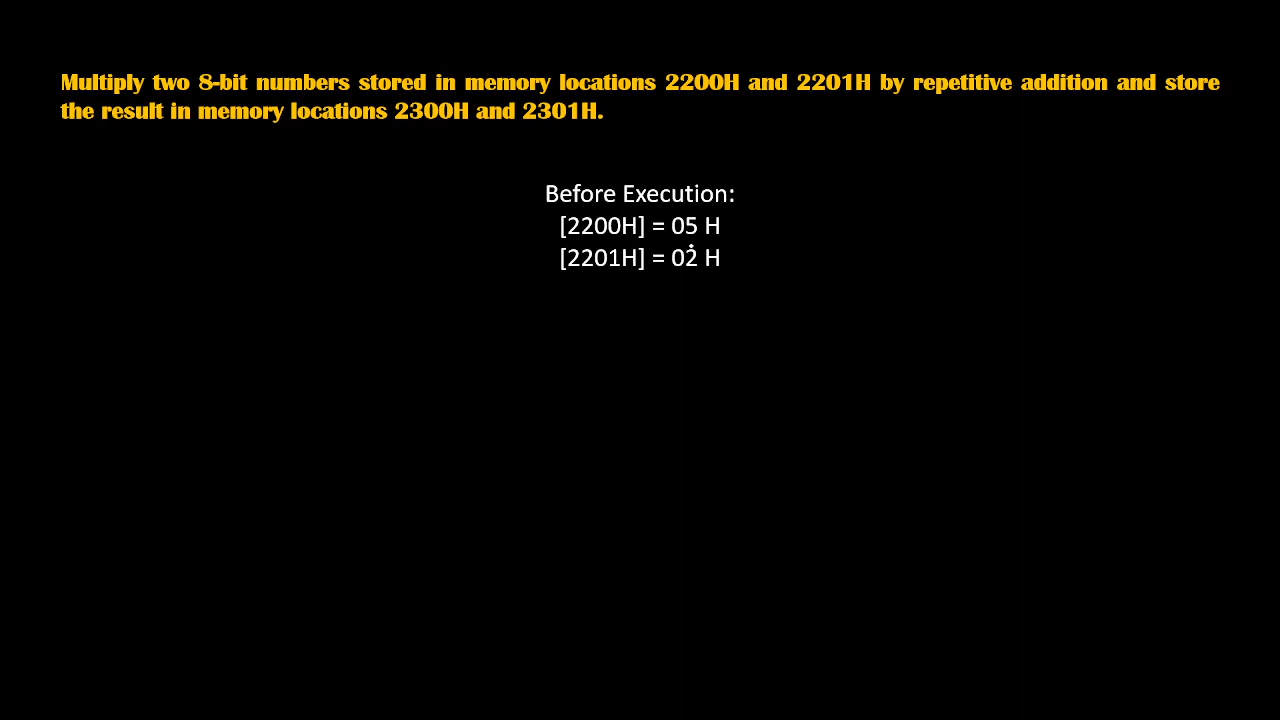 Multiply two 8-bit numbers stored in memory locations 2200H and 2201H by repetitive addition and store
the result in memory locations 2300H and 2301H.
Before Execution:
[2200H] = 05 H
[2201H] = 02 H